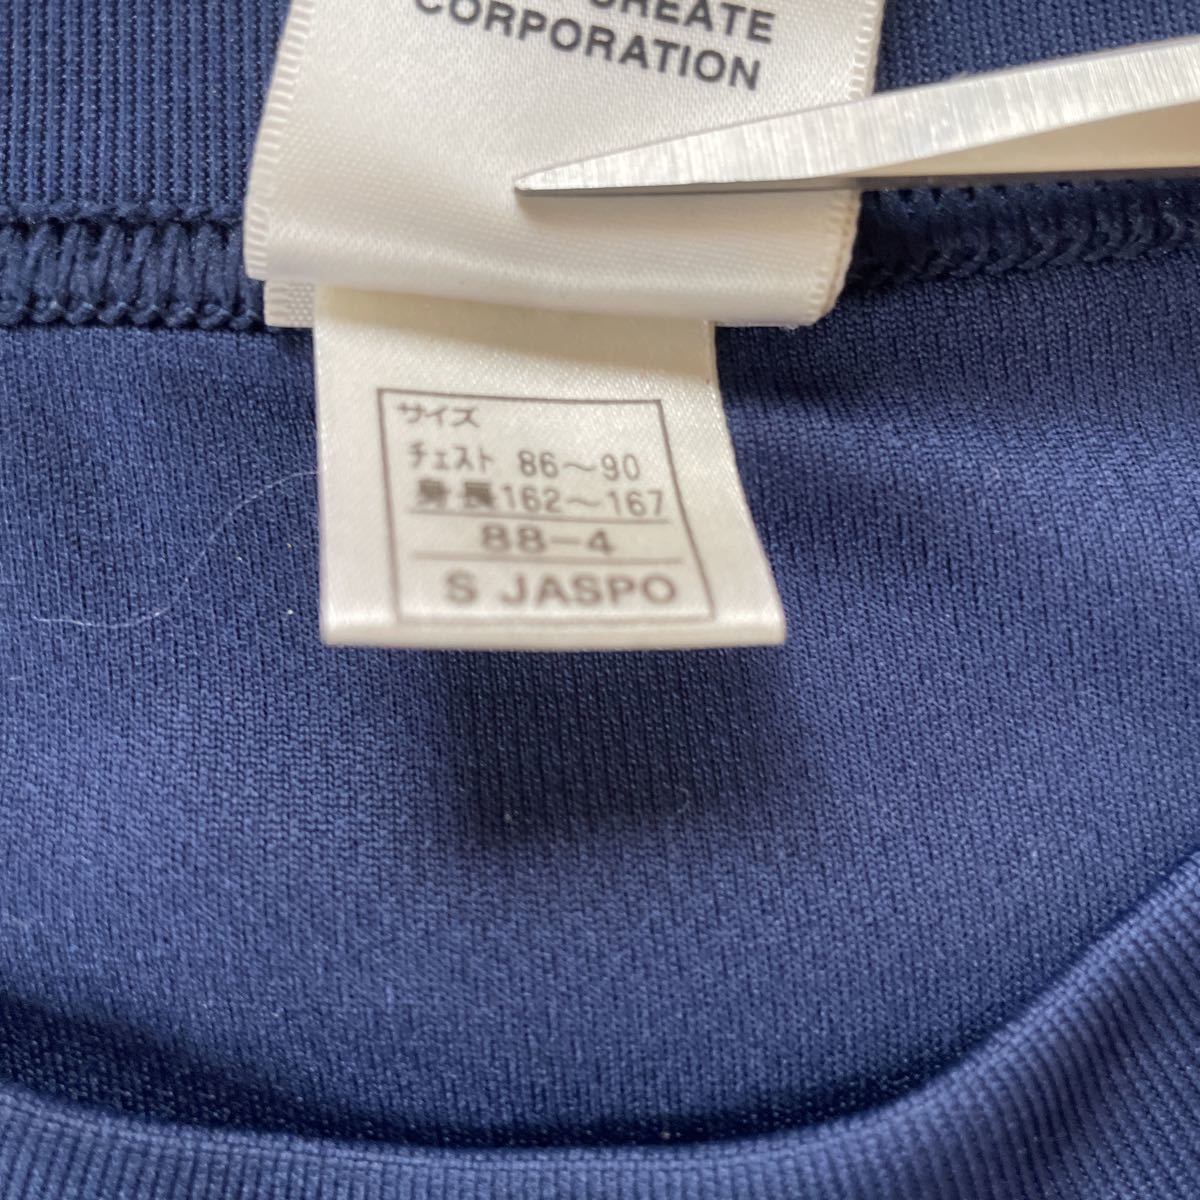 CREATE
CORPORATION
サイズ
チェスト 86〜90
身長162〜167
88-4
S JASPO